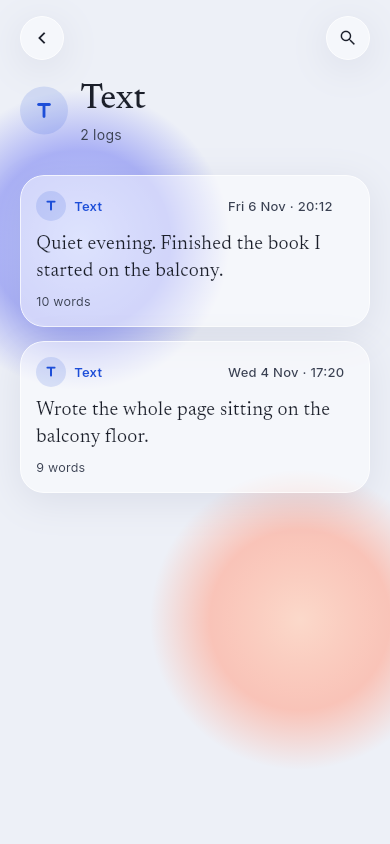 T
Text
2 logs
T Text Fri 6 Nov · 20:12
Quiet evening. Finished the book I
started on the balcony.
10 words
T Text Wed 4 Nov · 17:20
Wrote the whole page sitting on the
balcony floor.
9 words